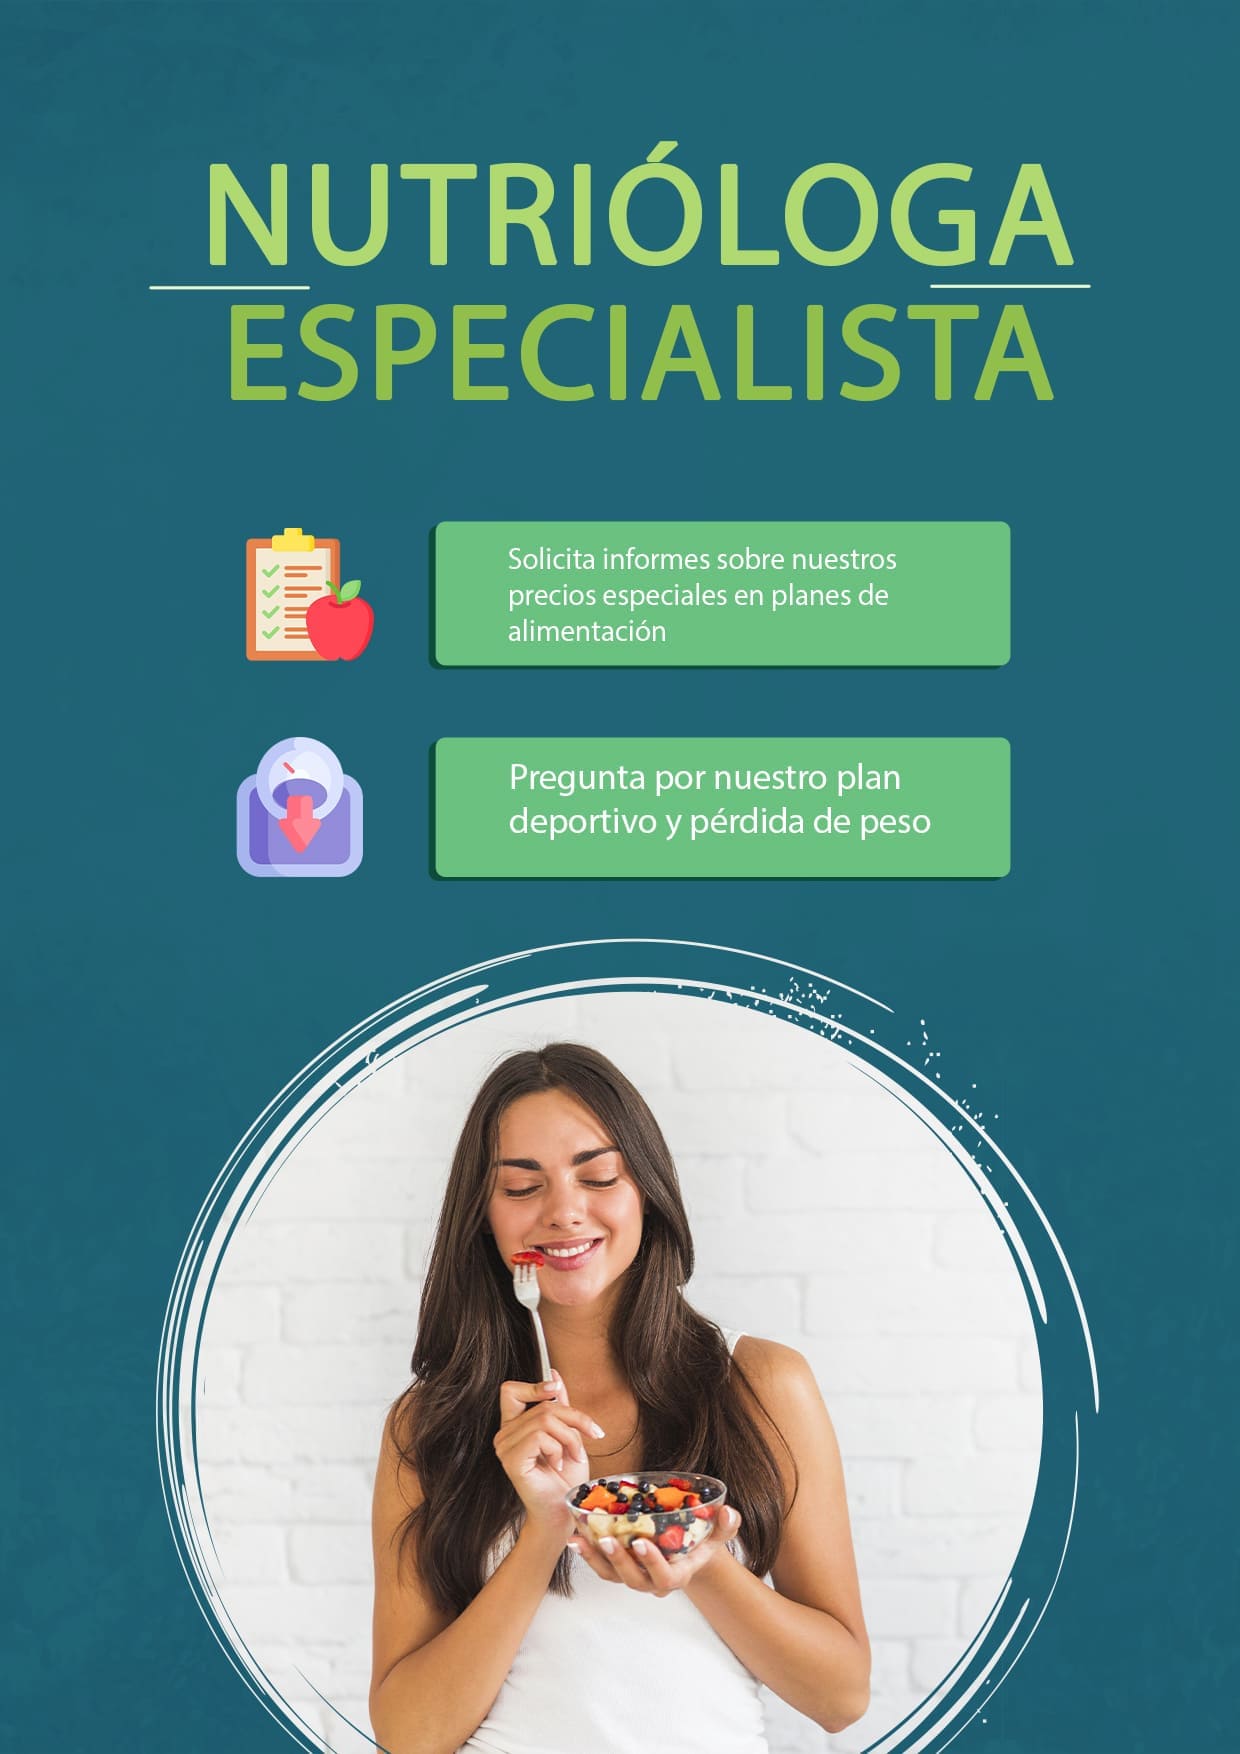 NUTRIÓLOGA
ESPECIALISTA
Solicita informes sobre nuestros
precios especiales en planes de
alimentación
Pregunta por nuestro plan
deportivo y pérdida de peso